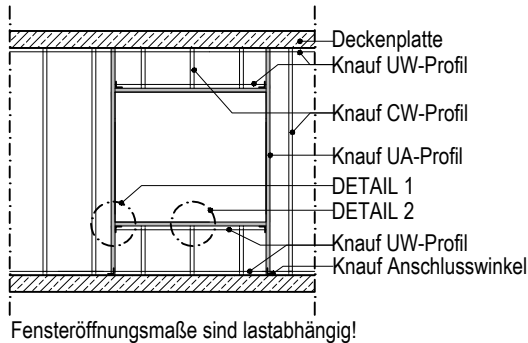 Deckenplatte
Knauf UW-Profil
Knauf CW-Profil
Knauf UA-Profil
DETAIL 1
DETAIL 2
Knauf UW-Profil
Knauf Anschlusswinkel
Fensteröffnungsmaße sind lastabhängig!